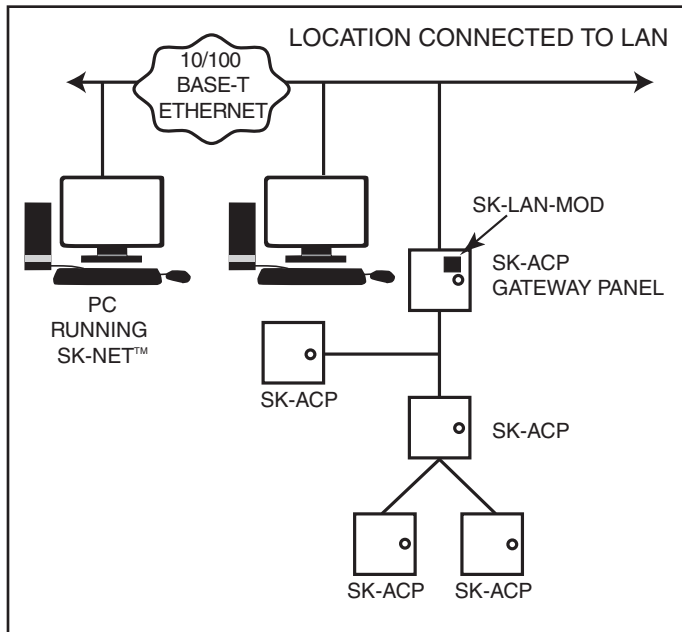 LOCATION CONNECTED TO LAN
10/100
BASE-T
ETHERNET
SK-LAN-MOD
SK-ACP
GATEWAY PANEL
PC
RUNNING
SK-NET™
SK-ACP
SK-ACP
SK-ACP
SK-ACP